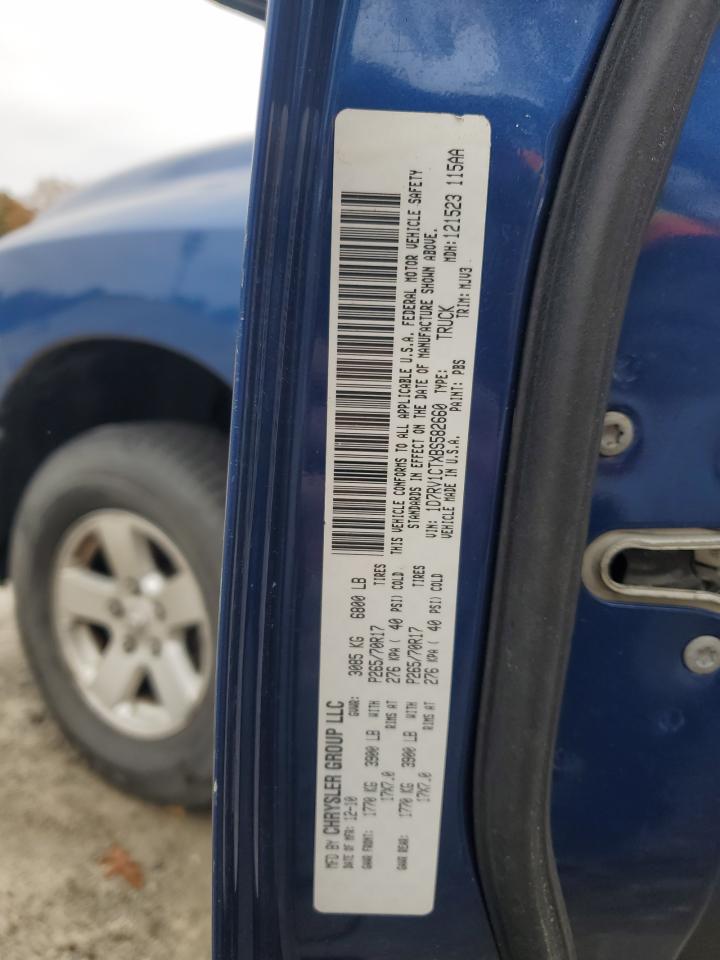 MFD BY CHRYSLER GROUP LLC
DATE OF MFR: 12-10 GVWR: 3085 KG 6800 LB
GAWR FRONT: 1770 KG 3900 LB WITH P265/70R17 TIRES
17X7.0 RIMS AT 276 KPA ( 40 PSI) COLD
GAWR REAR: 1770 KG 3900 LB WITH P265/70R17 TIRES
17X7.0 RIMS AT 276 KPA ( 40 PSI) COLD
THIS VEHICLE CONFORMS TO ALL APPLICABLE U.S.A. FEDERAL MOTOR VEHICLE SAFETY
STANDARDS IN EFFECT ON THE DATE OF MANUFACTURE SHOWN ABOVE.
VIN: 1D7RV1CTXBS582660 TYPE: TRUCK MDH: 121523 115AA
VEHICLE MADE IN U.S.A. PAINT: PBS TRIM: MJV3